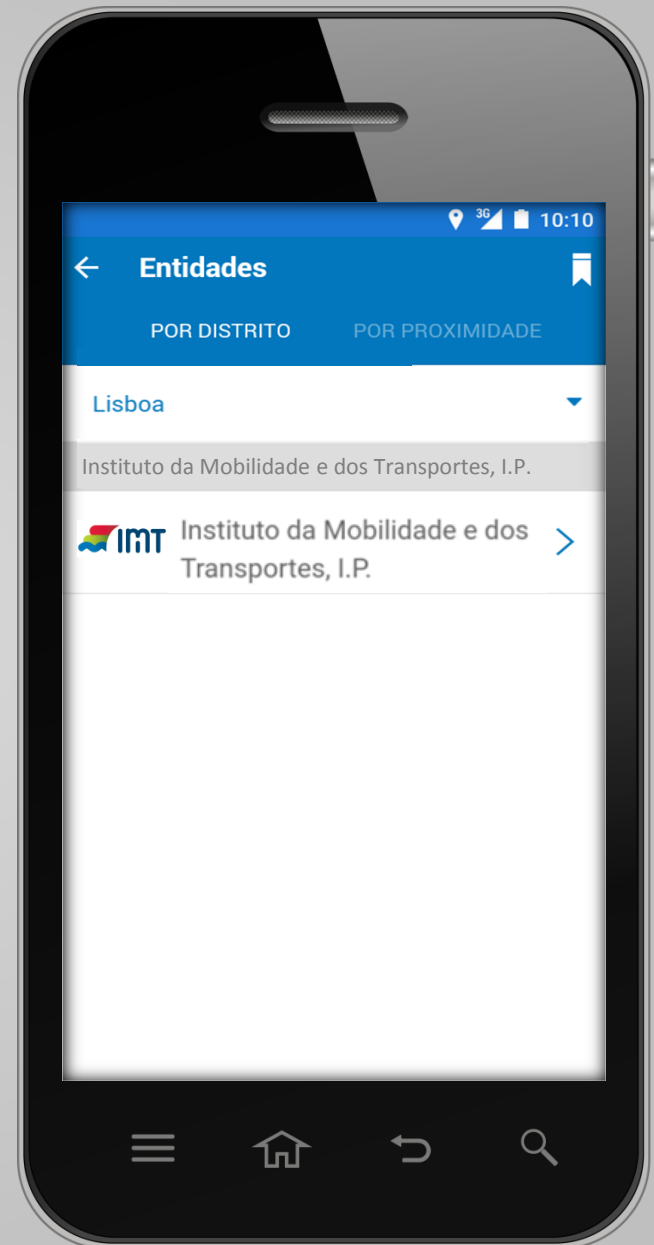 3G 10:10
Entidades
POR DISTRITO POR PROXIMIDADE
Lisboa
Instituto da Mobilidade e dos Transportes, I.P.
IMT Instituto da Mobilidade e dos
Transportes, I.P.